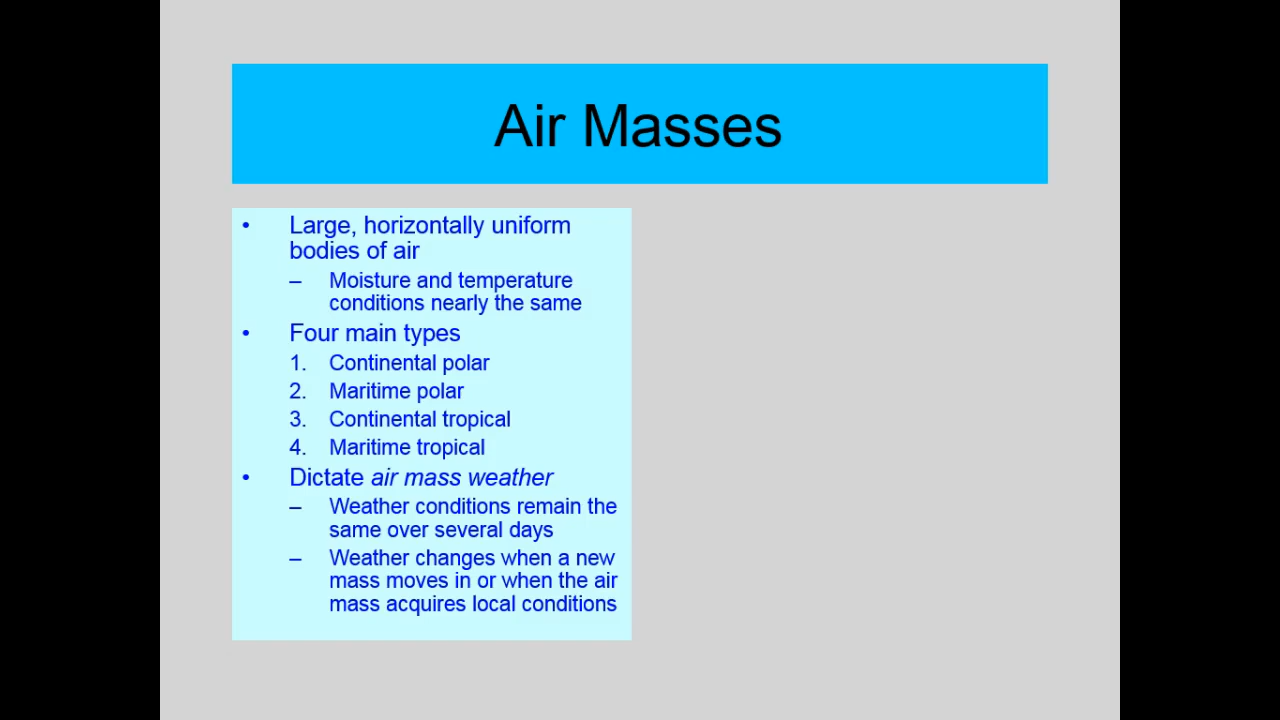 Air Masses
• Large, horizontally uniform
bodies of air
– Moisture and temperature
conditions nearly the same
• Four main types
1. Continental polar
2. Maritime polar
3. Continental tropical
4. Maritime tropical
• Dictate air mass weather
– Weather conditions remain the
same over several days
– Weather changes when a new
mass moves in or when the air
mass acquires local conditions